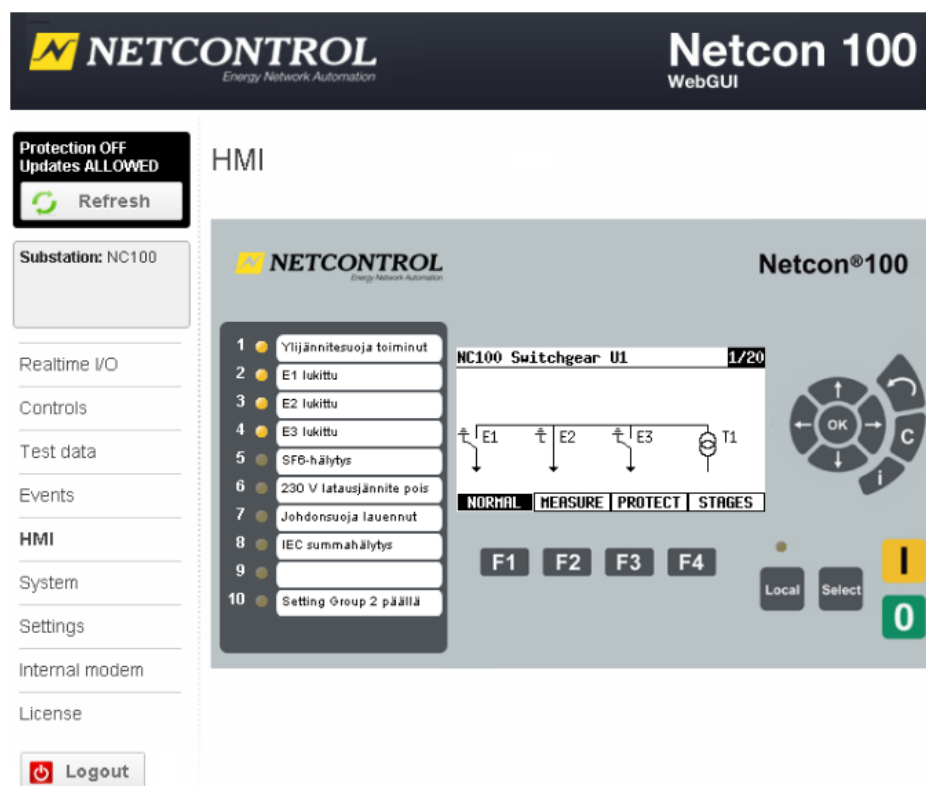 NETCONTROL
Energy Network Automation
Netcon 100
WebGUI
Protection OFF
Updates ALLOWED
Refresh
Substation: NC100
Realtime I/O
Controls
Test data
Events
HMI
System
Settings
Internal modem
License
Logout
HMI
NETCONTROL
Energy Network Automation
Netcon®100
1 Ylijännitesuoja toiminut
2 E1 lukittu
3 E2 lukittu
4 E3 lukittu
5 SF6-hälytys
6 230 V latausjännite pois
7 Johdonsuoja lauennut
8 IEC summahälytys
9
10 Setting Group 2 päällä
NC100 Switchgear U1 1/20
E1 E2 E3 T1
NORMAL MEASURE PROTECT STAGES
F1 F2 F3 F4
OK
C
i
Local Select
I
0